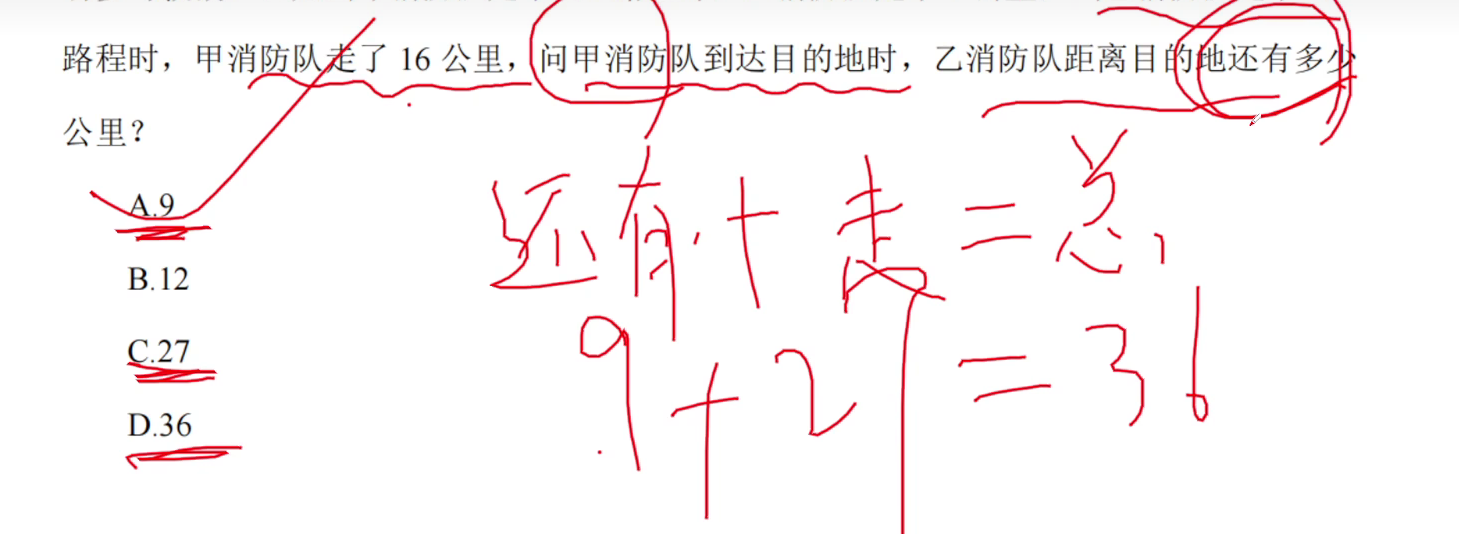 路程时，甲消防队走了 16 公里，问甲消防队到达目的地时，乙消防队距离目的地还有多少
公里？
A.9
B.12
C.27
D.36
还有 + 走 = 总
9 + 27 = 36